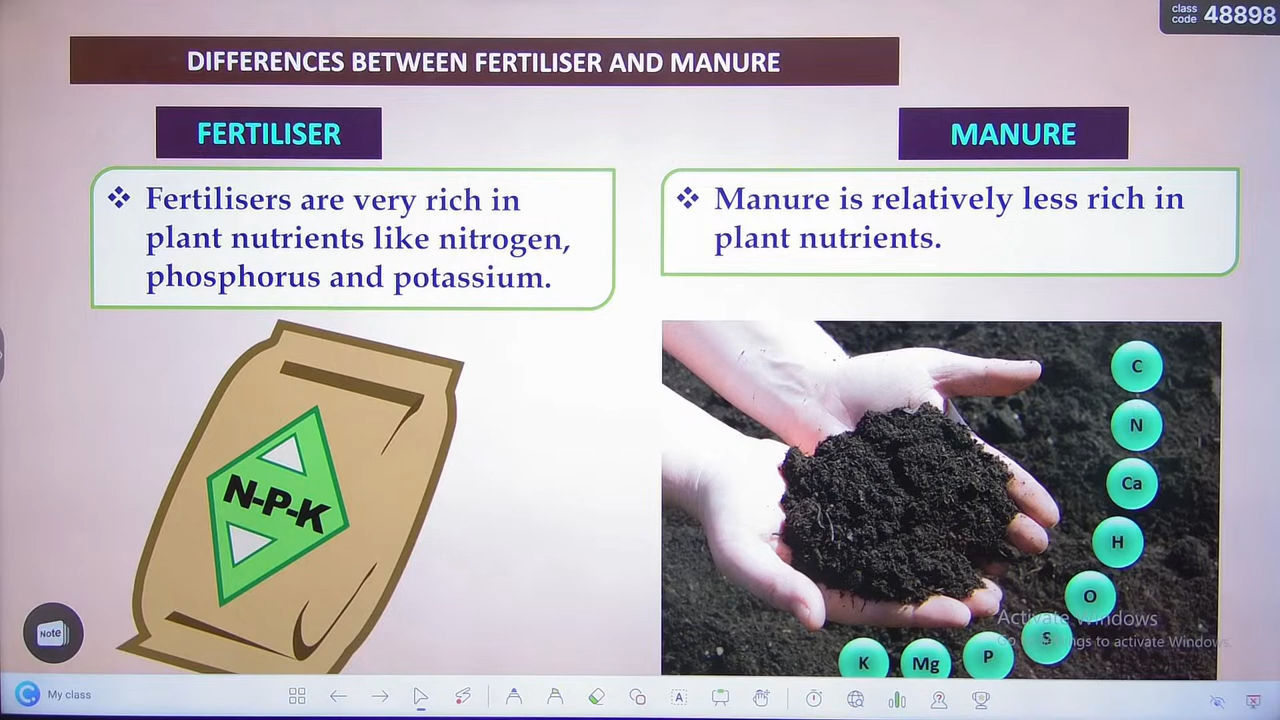 class
code 48898
DIFFERENCES BETWEEN FERTILISER AND MANURE
FERTILISER
MANURE
❖ Fertilisers are very rich in
plant nutrients like nitrogen,
phosphorus and potassium.
❖ Manure is relatively less rich in
plant nutrients.
N-P-K
C
N
Ca
H
O
S
P
Mg
K
Activate Windows
Note
My class
A